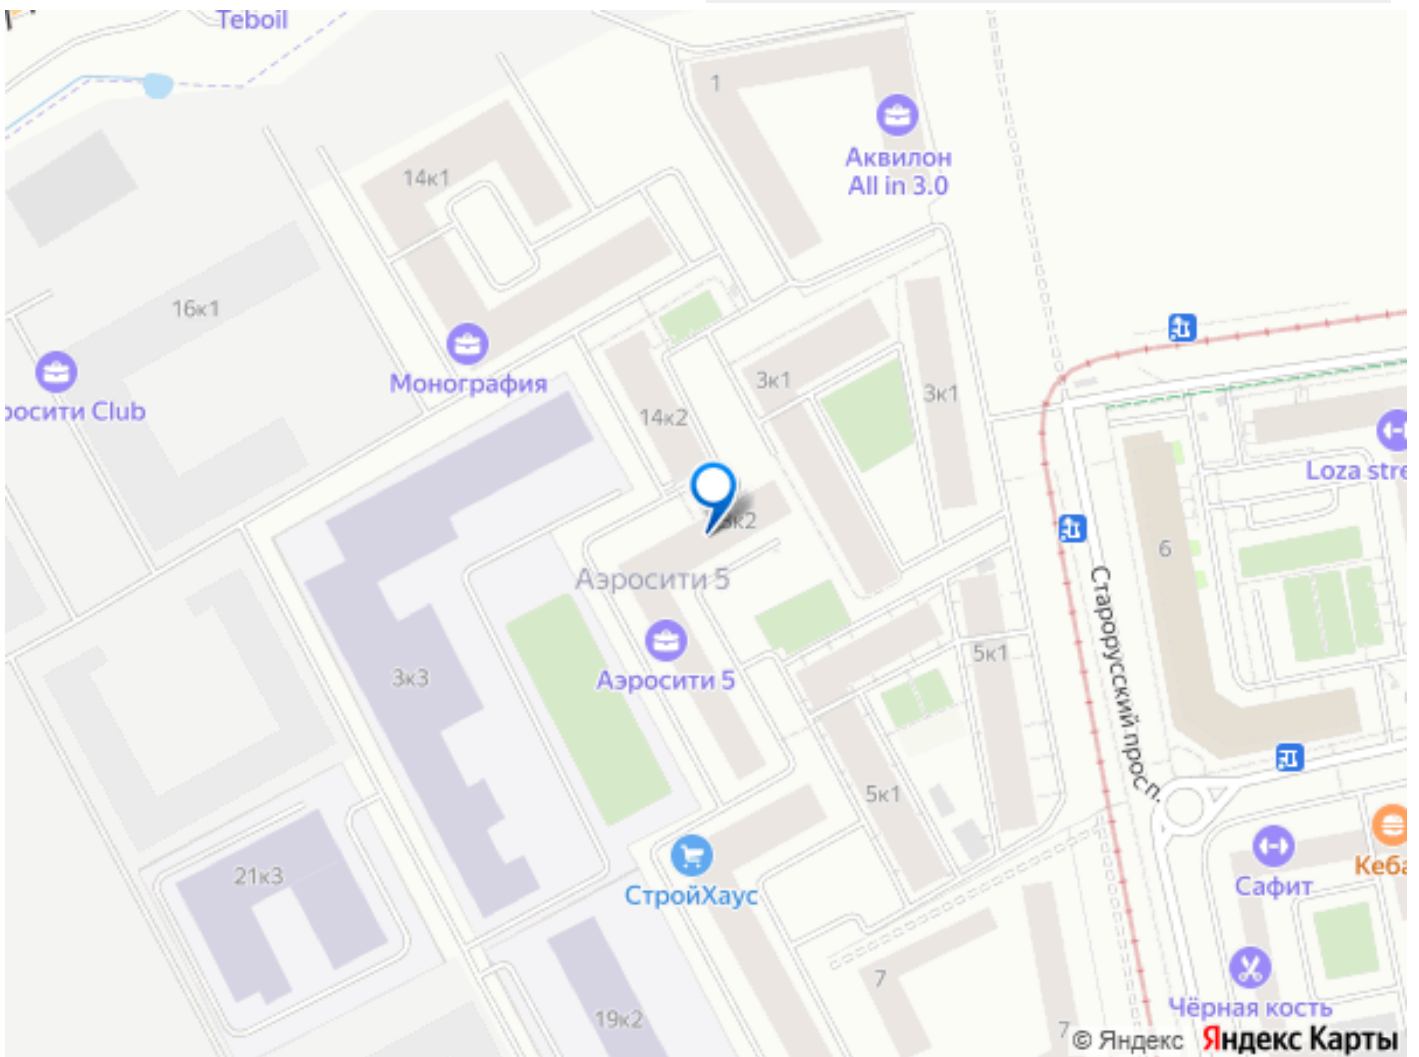 Teboil
1
Аквилон
All in 3.0
14к1
16к1
Монография
росити Club
3к1
3к1
14к2
Loza stre
3к2
6
Аэросити 5
Старорусский просп.
Аэросити 5
3к3
5к1
5к1
21к3
СтройХаус
Сафит
Кеба
7
Чёрная кость
19к2
7
© Яндекс Яндекс Карты